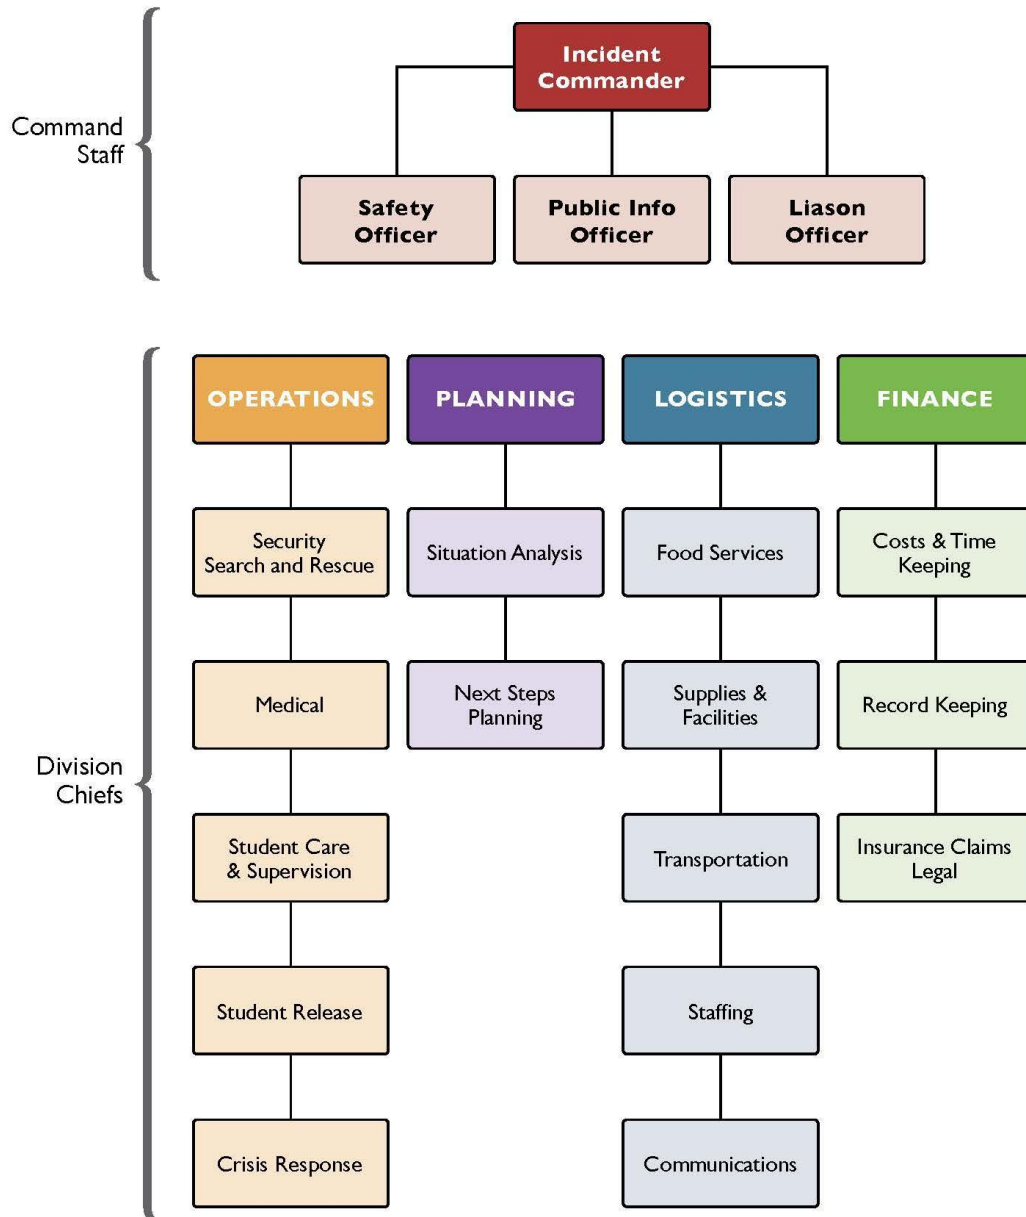 Incident
Commander
Command
Staff
Safety
Officer
Public Info
Officer
Liason
Officer
OPERATIONS
PLANNING
LOGISTICS
FINANCE
Security
Search and Rescue
Situation Analysis
Food Services
Costs & Time
Keeping
Medical
Next Steps
Planning
Supplies &
Facilities
Record Keeping
Division
Chiefs
Student Care
& Supervision
Transportation
Insurance Claims
Legal
Student Release
Staffing
Crisis Response
Communications